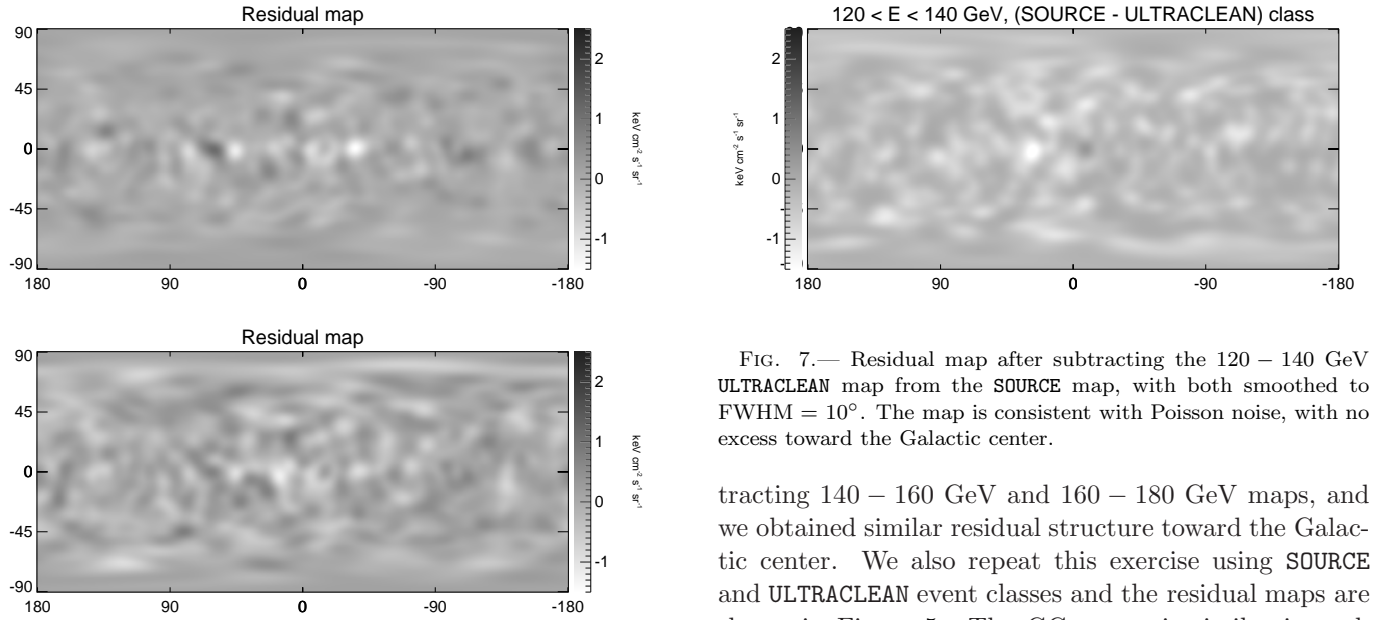 Residual map
90
45
0
-45
-90
180
90
0
-90
-180
2
1
0
-1
keV cm⁻² s⁻¹ sr⁻¹
Residual map
90
45
0
-45
-90
180
90
0
-90
-180
2
1
0
-1
keV cm⁻² s⁻¹ sr⁻¹
120 < E < 140 GeV, (SOURCE - ULTRACLEAN) class
2
1
0
-1
keV cm⁻² s⁻¹ sr⁻¹
180
90
0
-90
-180
FIG. 7.— Residual map after subtracting the 120 − 140 GeV
ULTRACLEAN map from the SOURCE map, with both smoothed to
FWHM = 10°. The map is consistent with Poisson noise, with no
excess toward the Galactic center.
tracting 140 − 160 GeV and 160 − 180 GeV maps, and
we obtained similar residual structure toward the Galac-
tic center. We also repeat this exercise using SOURCE
and ULTRACLEAN event classes and the residual maps are